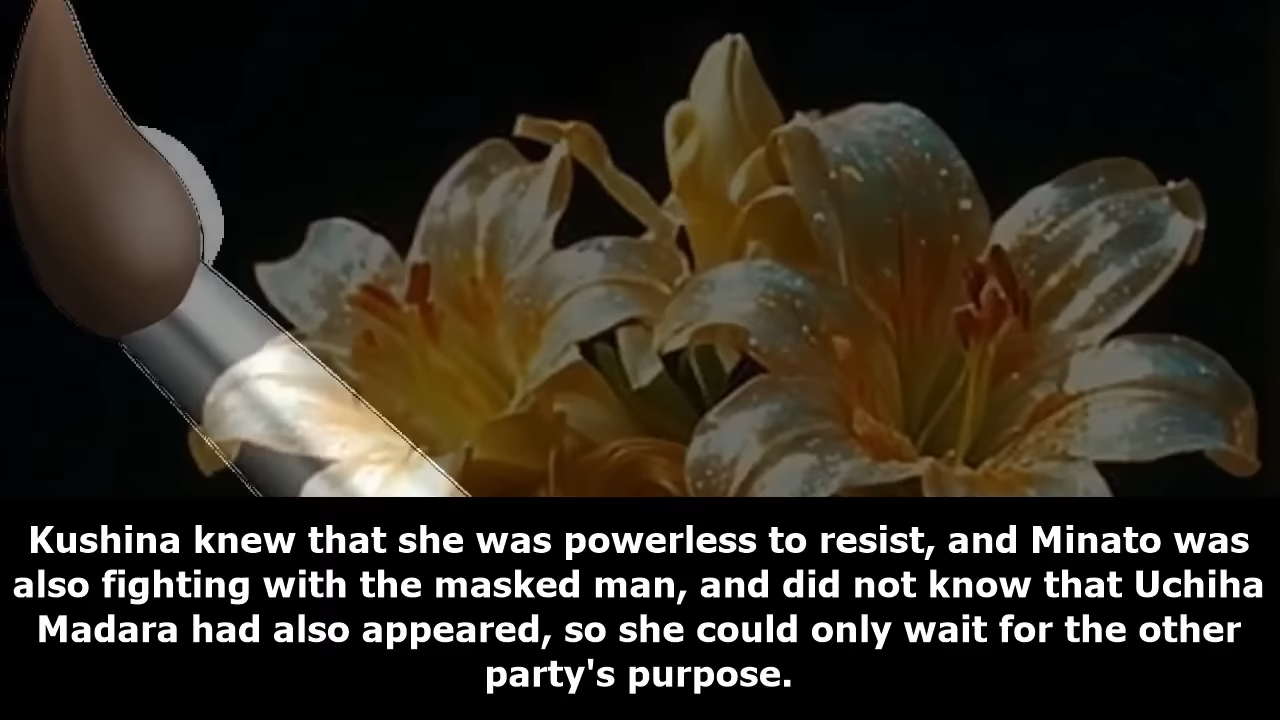 Kushina knew that she was powerless to resist, and Minato was
also fighting with the masked man, and did not know that Uchiha
Madara had also appeared, so she could only wait for the other
party's purpose.